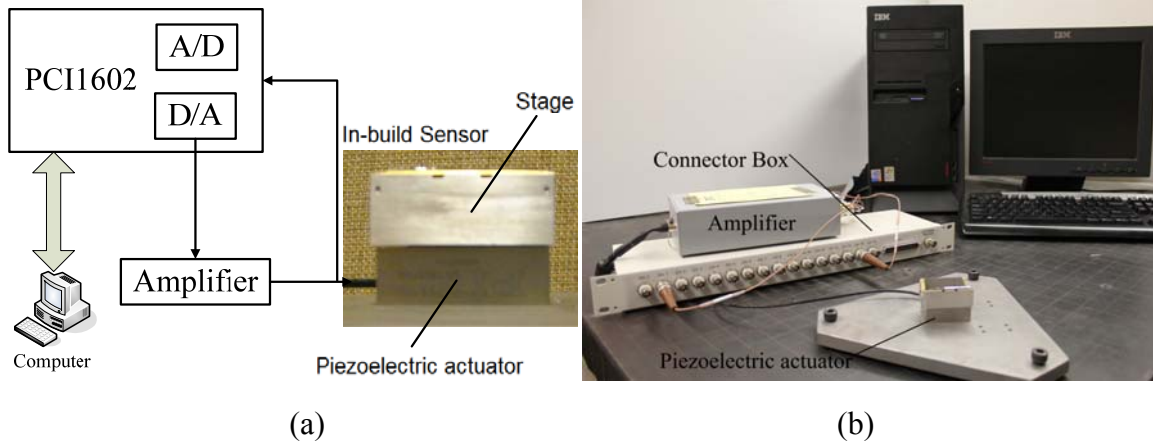 PCI1602
A/D
D/A
In-build Sensor
Stage
Amplifier
Computer
Piezoelectric actuator
(a)
IBM
IBM
Connector Box
Amplifier
Piezoelectric actuator
(b)